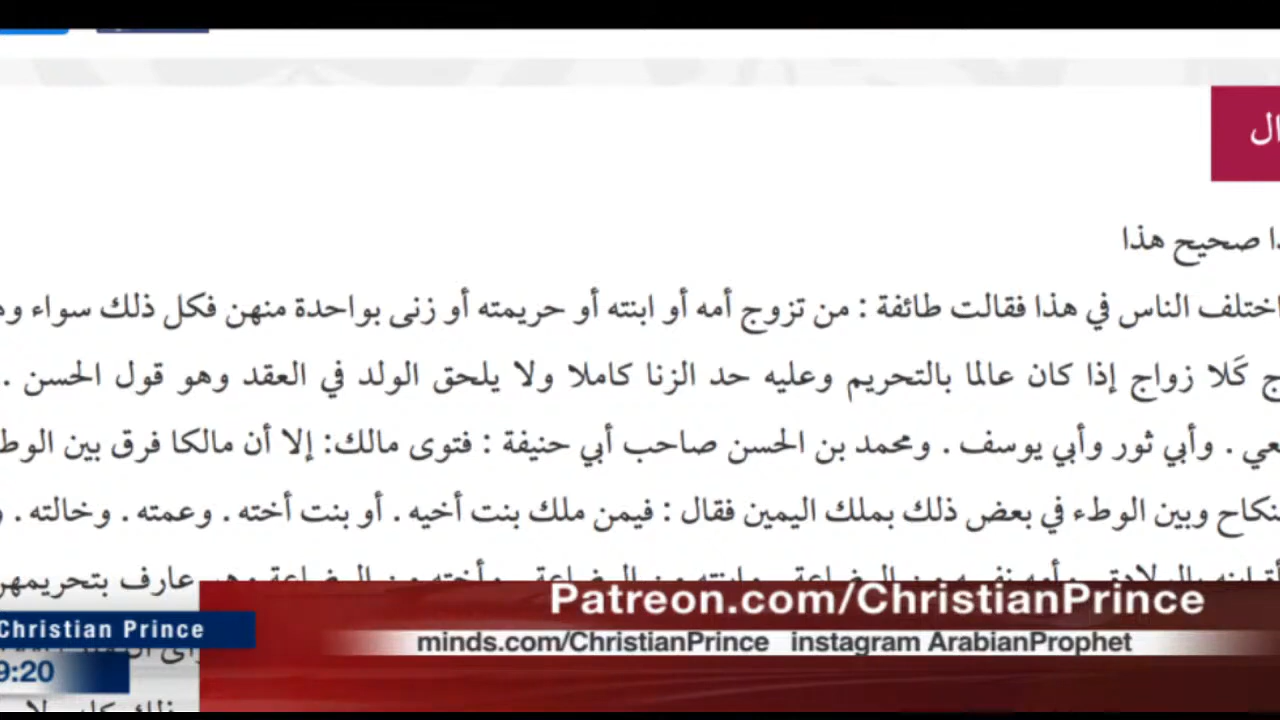 ال
صحيح هذا
اختلف الناس في هذا فقالت طائفة : من تزوج أمه أو ابنته أو حريمته أو زنى بواحدة منهن فكل ذلك سواء
كَلا زواج إذا كان عالما بالتحريم وعليه حد الزنا كاملا ولا يلحق الولد في العقد وهو قول الحسن .
وأبي ثور وأبي يوسف . ومحمد بن الحسن صاحب أبي حنيفة : فتوى مالك: إلا أن مالكا فرق بين
وبين الوطء في بعض ذلك بملك اليمين فقال : فيمن ملك بنت أخيه . أو بنت أخته . وعمته . وخالته .
عارف بتحريمهن
Patreon.com/ChristianPrince
Christian Prince
minds.com/ChristianPrince instagram ArabianProphet
9:20